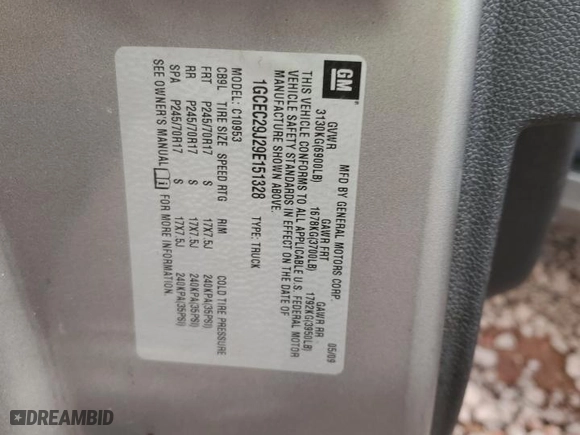 GM
MFD BY GENERAL MOTORS CORP.
05/09
GVWR GAWR FRT GAWR RR
3130KG(6900LB) 1678KG(3700LB) 1792KG(3950LB)
THIS VEHICLE CONFORMS TO ALL APPLICABLE U.S. FEDERAL MOTOR
VEHICLE SAFETY STANDARDS IN EFFECT ON THE DATE OF
MANUFACTURE SHOWN ABOVE.
1GCEC29J29E151328 TYPE: TRUCK
MODEL: C10953
CB9L TIRE SIZE SPEED RTG RIM COLD TIRE PRESSURE
FRT P245/70R17 S 17X7.5J 240KPA(35PSI)
RR P245/70R17 S 17X7.5J 240KPA(35PSI)
SPA P245/70R17 S 17X7.5J 240KPA(35PSI)
SEE OWNER'S MANUAL i FOR MORE INFORMATION.
DREAMBID